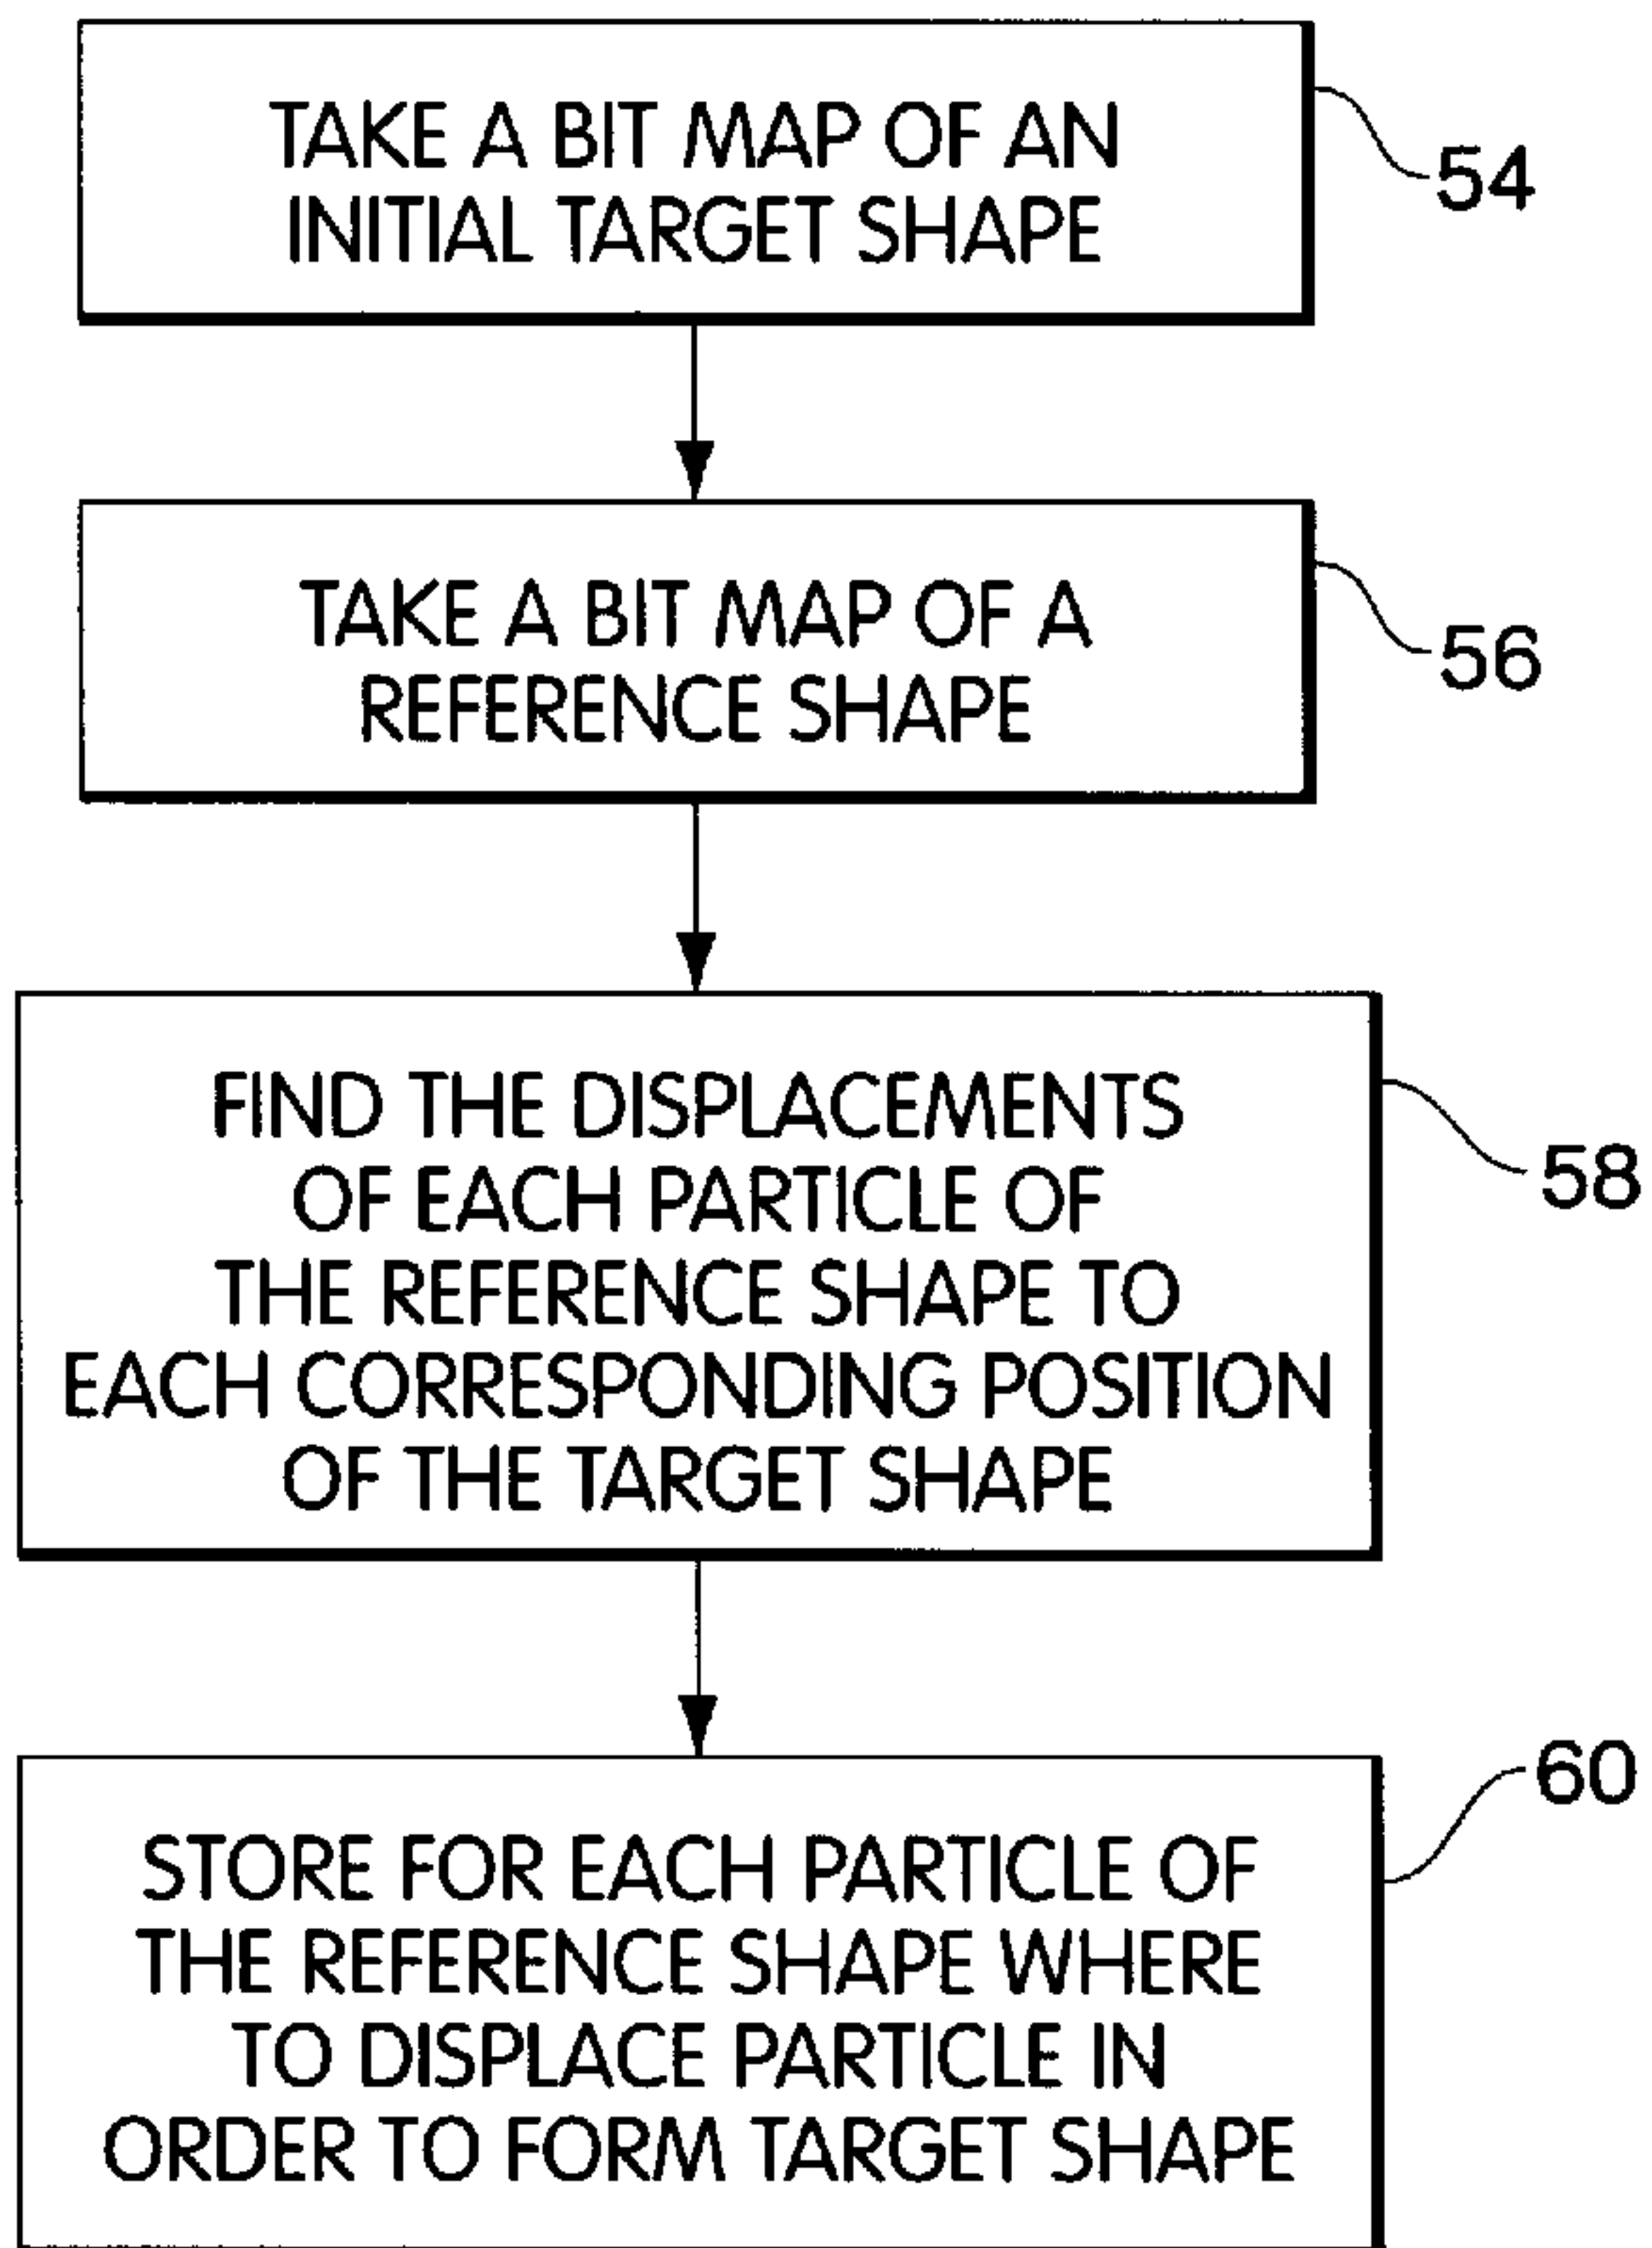 TAKE A BIT MAP OF AN
INITIAL TARGET SHAPE
54
TAKE A BIT MAP OF A
REFERENCE SHAPE
56
FIND THE DISPLACEMENTS
OF EACH PARTICLE OF
THE REFERENCE SHAPE TO
EACH CORRESPONDING POSITION
OF THE TARGET SHAPE
58
STORE FOR EACH PARTICLE OF
THE REFERENCE SHAPE WHERE
TO DISPLACE PARTICLE IN
ORDER TO FORM TARGET SHAPE
60